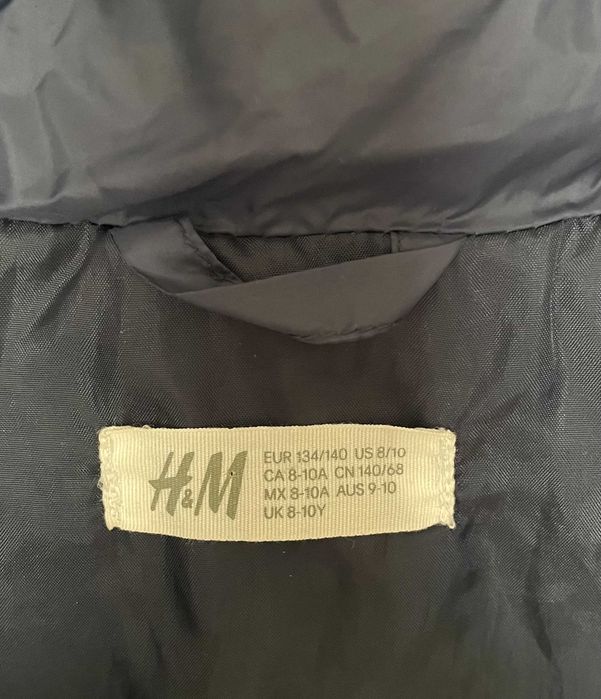 H&M
EUR 134/140 US 8/10
CA 8-10A CN 140/68
MX 8-10A AUS 9-10
UK 8-10Y